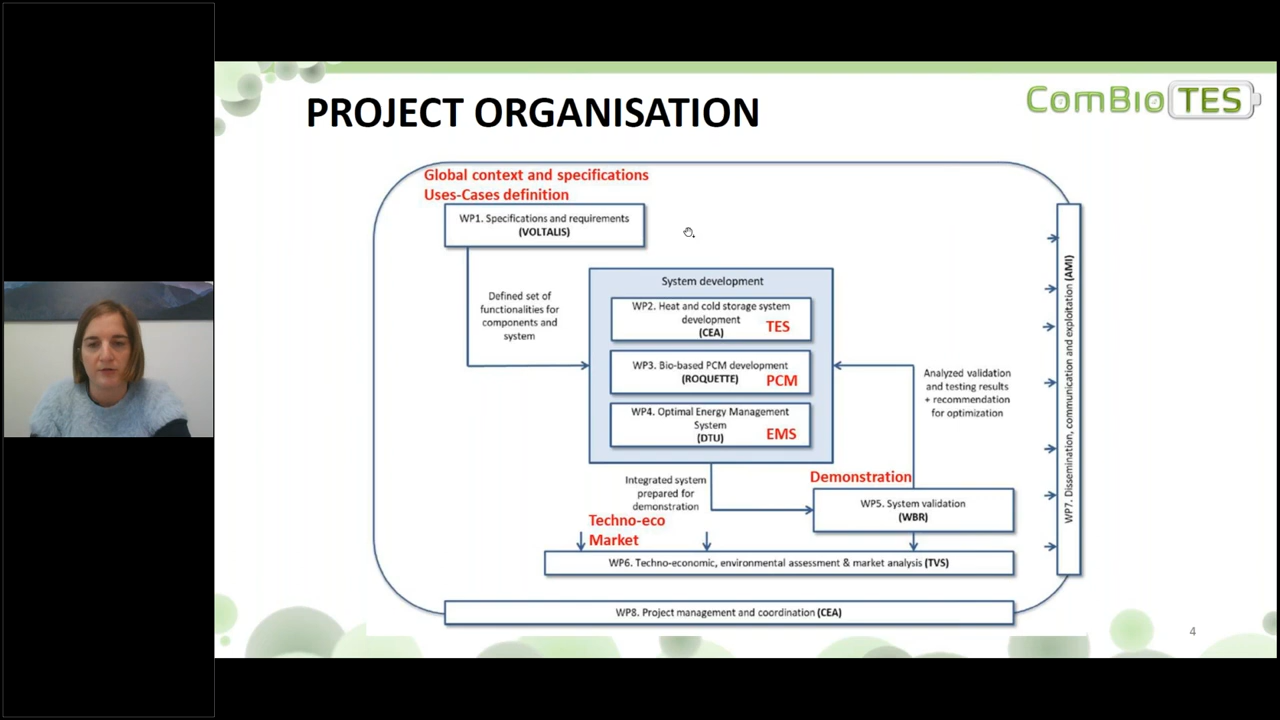 PROJECT ORGANISATION
ComBioTES
Global context and specifications
Uses-Cases definition
WP1. Specifications and requirements
(VOLTALIS)
Defined set of
functionalities for
components and
system
System development
WP2. Heat and cold storage system
development
(CEA)
TES
WP3. Bio-based PCM development
(ROQUETTE)
PCM
WP4. Optimal Energy Management
System
(DTU)
EMS
Analyzed validation
and testing results
+ recommendation
for optimization
Integrated system
prepared for
demonstration
Demonstration
WP5. System validation
(WBR)
Techno-eco
Market
WP6. Techno-economic, environmental assessment & market analysis (TVS)
WP7. Dissemination, communication and exploitation (AMI)
WP8. Project management and coordination (CEA)
4